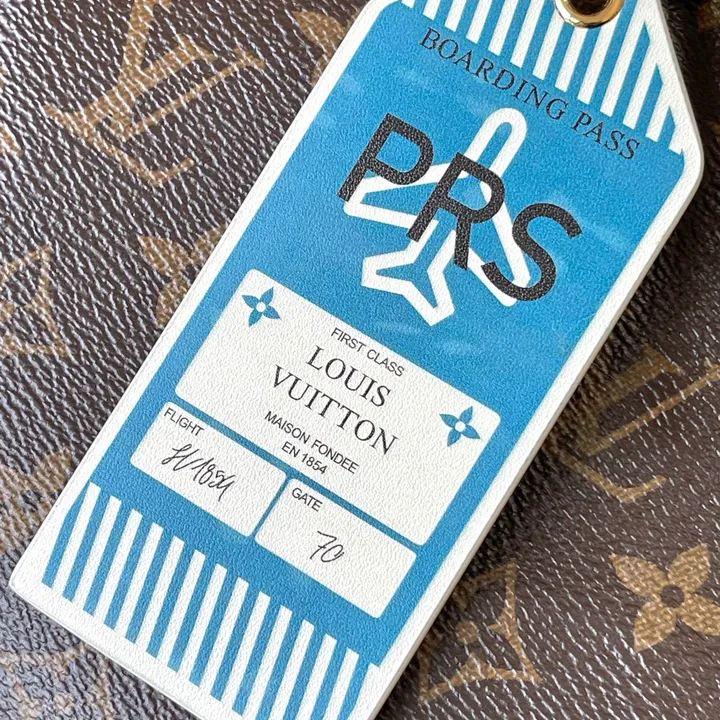 BOARDING PASS
PRS
FIRST CLASS
LOUIS
VUITTON
MAISON FONDEE
EN 1854
FLIGHT
LV1854
GATE
70